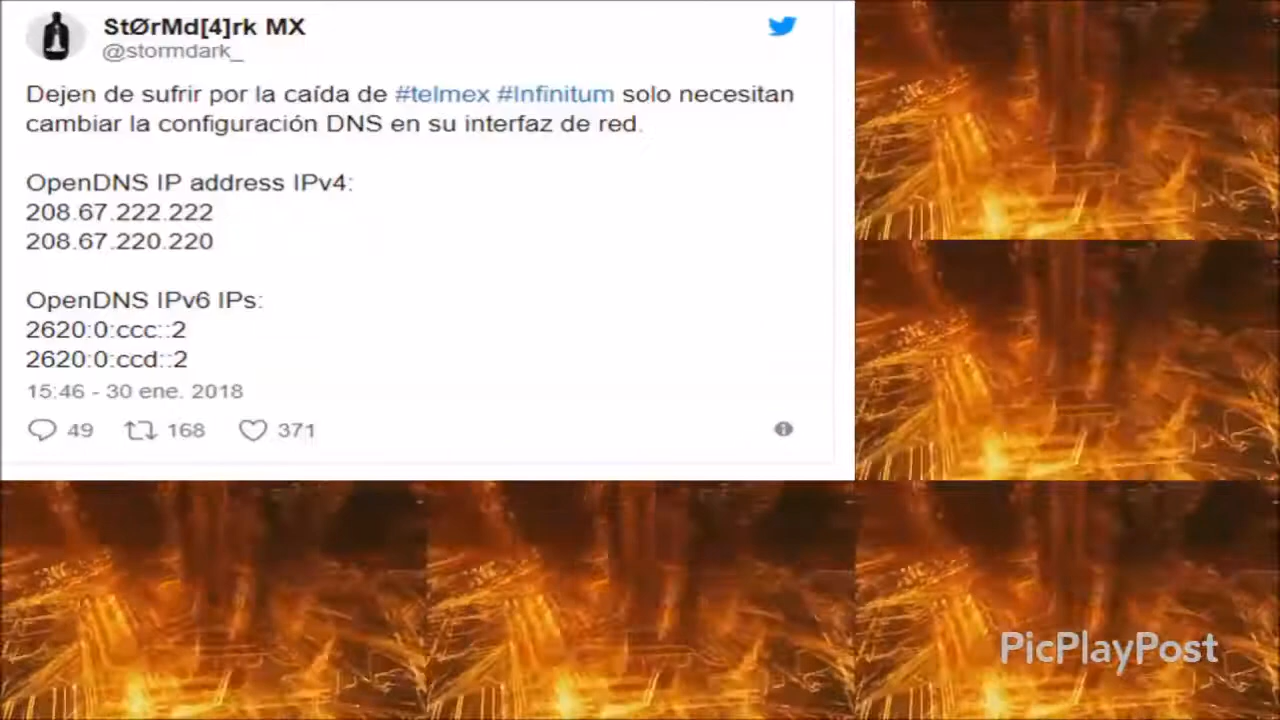 StØrMd[4]rk MX
@stormdark_
Dejen de sufrir por la caída de #telmex #Infinitum solo necesitan
cambiar la configuración DNS en su interfaz de red.
OpenDNS IP address IPv4:
208.67.222.222
208.67.220.220
OpenDNS IPv6 IPs:
2620:0:ccc::2
2620:0:ccd::2
15:46 - 30 ene. 2018
49 168 371
PicPlayPost